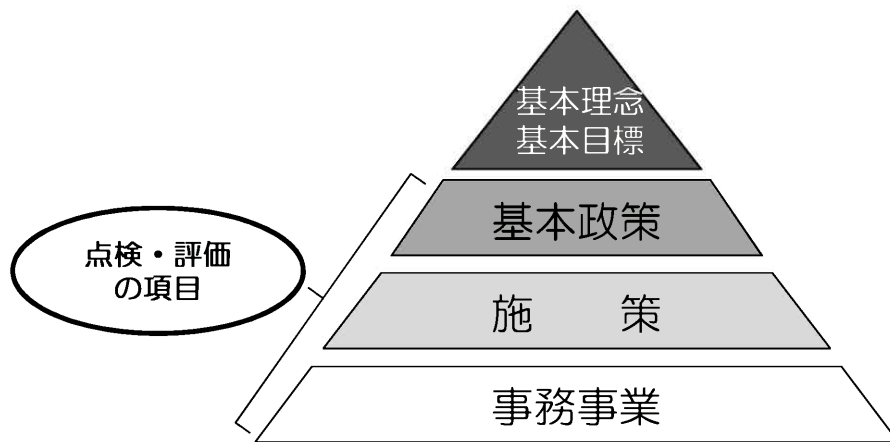 基本理念
基本目標
基本政策
点検・評価
の項目
施　　策
事務事業